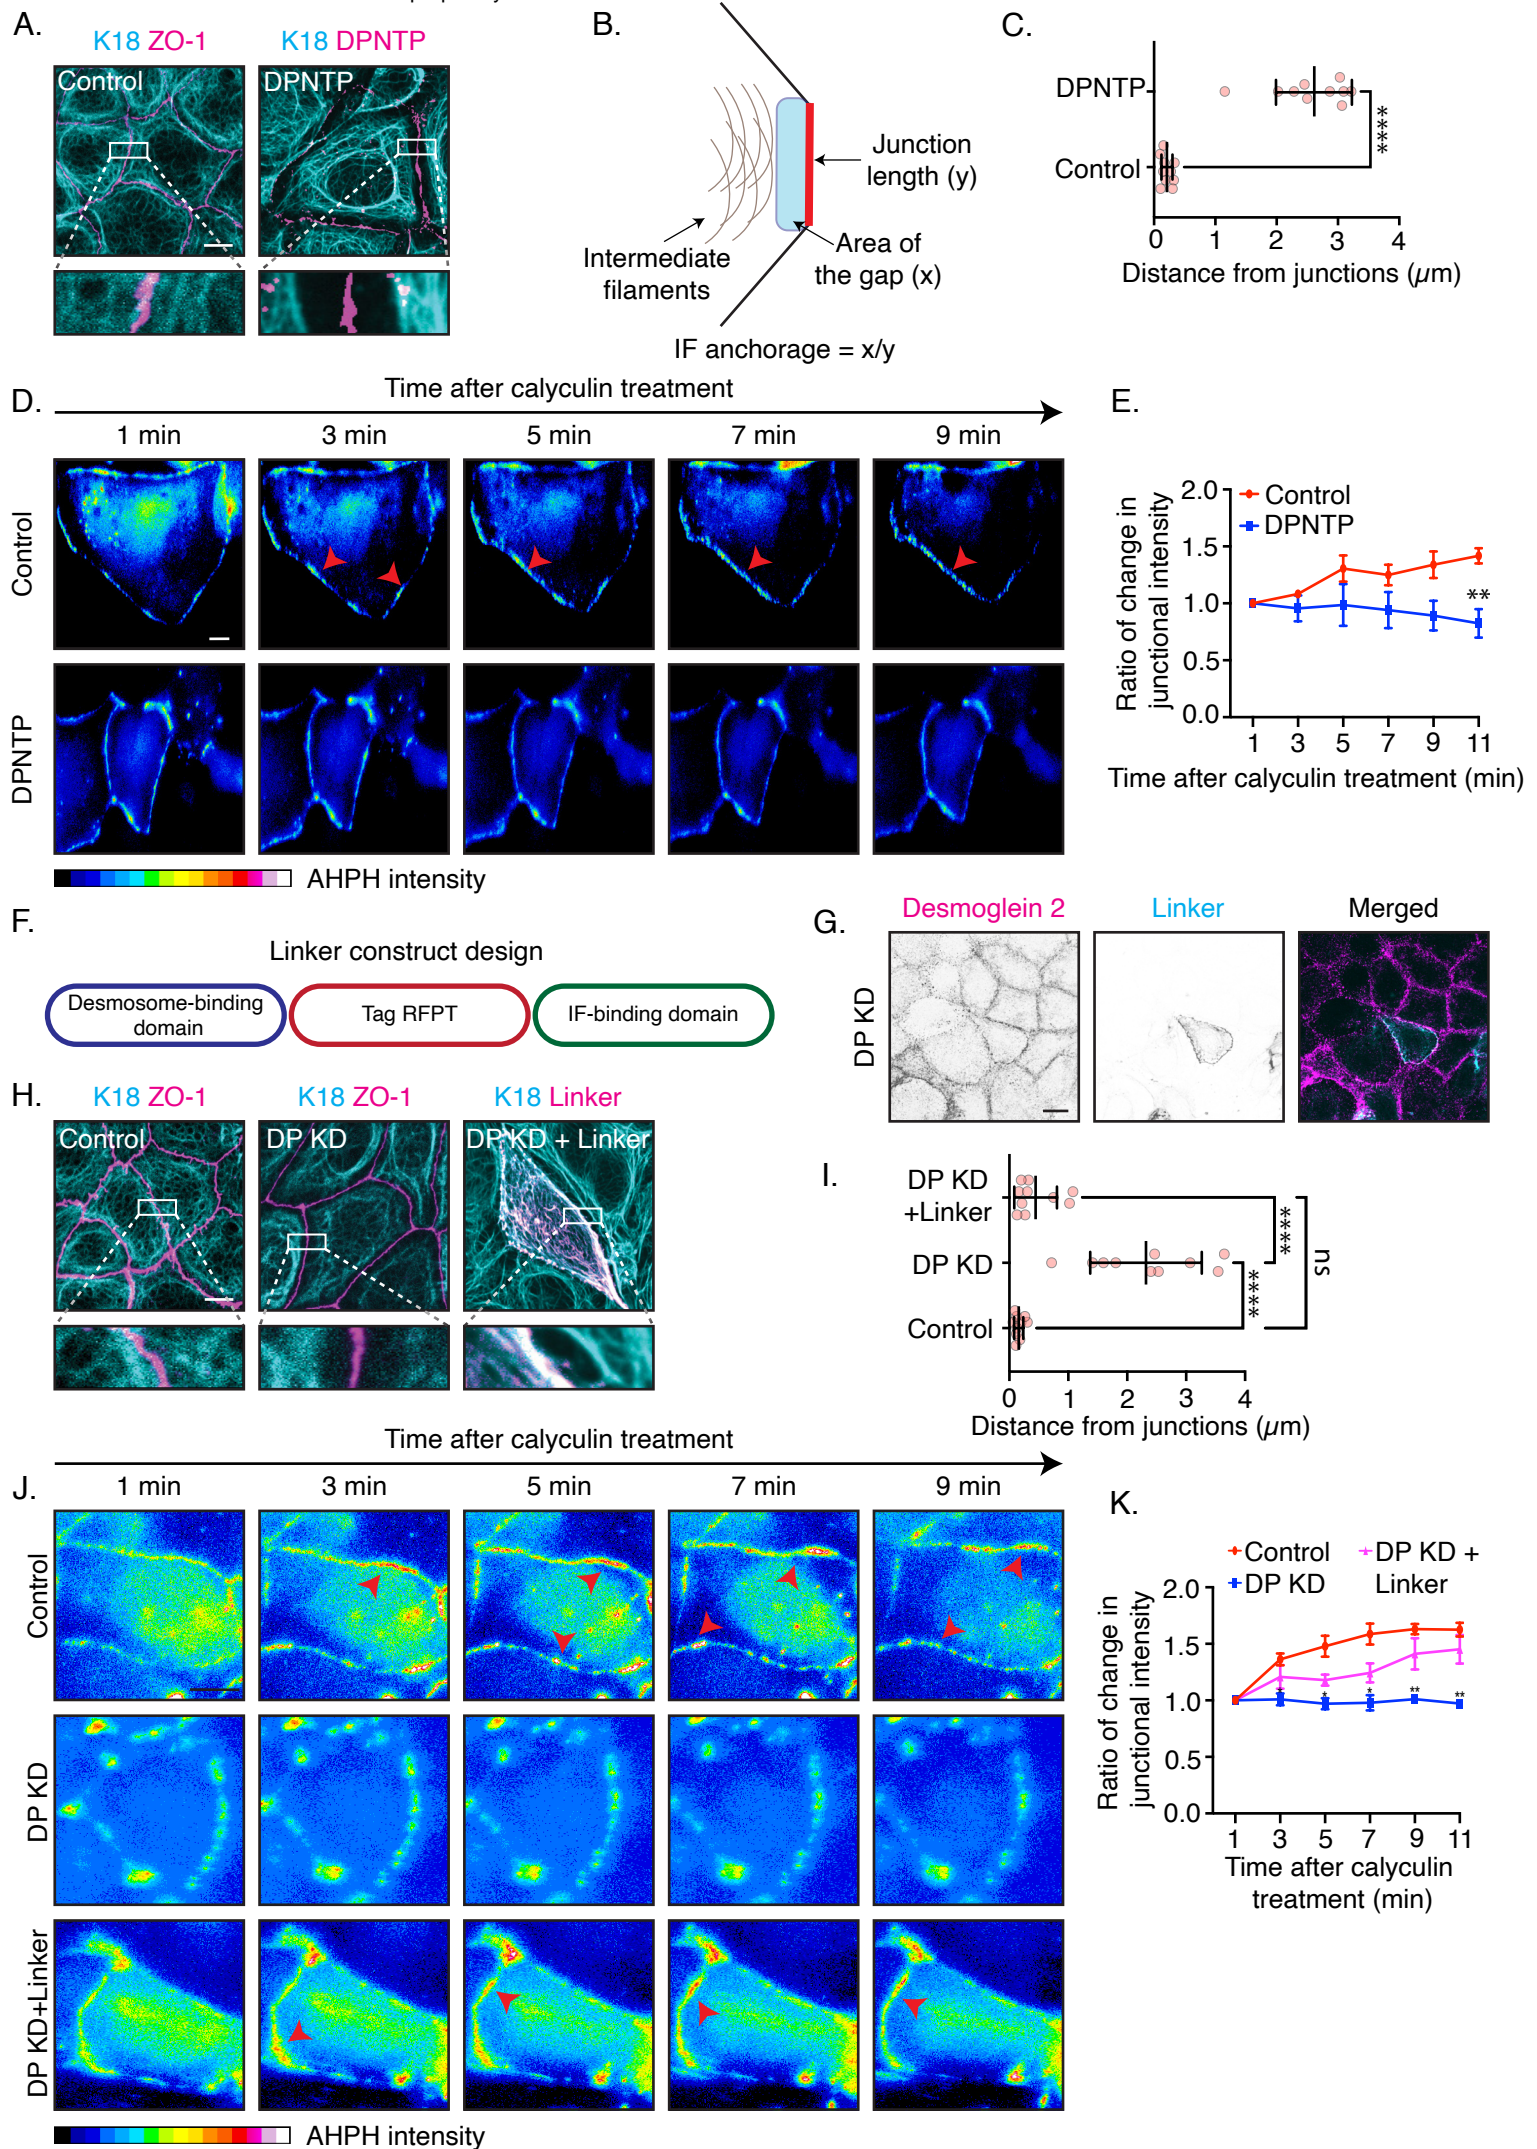 A.
K18 ZO-1
K18 DPNTP
Control
DPNTP
B.
Junction
length (y)
Intermediate
filaments
Area of
the gap (x)
IF anchorage = x/y
C.
DPNTP
Control
****
0 1 2 3 4
Distance from junctions (µm)
D.
Time after calyculin treatment
1 min 3 min 5 min 7 min 9 min
Control
DPNTP
AHPH intensity
E.
Control
DPNTP
Ratio of change in
junctional intensity
2.0
1.5
1.0
0.5
0.0
**
1 3 5 7 9 11
Time after calyculin treatment (min)
F.
Linker construct design
Desmosome-binding
domain
Tag RFPT
IF-binding domain
G.
Desmoglein 2
Linker
Merged
DP KD
H.
K18 ZO-1
K18 ZO-1
K18 Linker
Control
DP KD
DP KD + Linker
I.
DP KD
+Linker
DP KD
Control
****
****
ns
0 1 2 3 4
Distance from junctions (µm)
J.
Time after calyculin treatment
1 min 3 min 5 min 7 min 9 min
Control
DP KD
DP KD+Linker
AHPH intensity
K.
Control
DP KD
DP KD +
Linker
Ratio of change in
junctional intensity
2.0
1.5
1.0
0.5
0.0
* * * ** **
1 3 5 7 9 11
Time after calyculin
treatment (min)